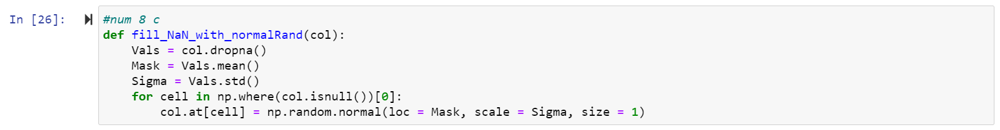 In [26]:
#num 8 c
def fill_NaN_with_normalRand(col):
    Vals = col.dropna()
    Mask = Vals.mean()
    Sigma = Vals.std()
    for cell in np.where(col.isnull())[0]:
        col.at[cell] = np.random.normal(loc = Mask, scale = Sigma, size = 1)